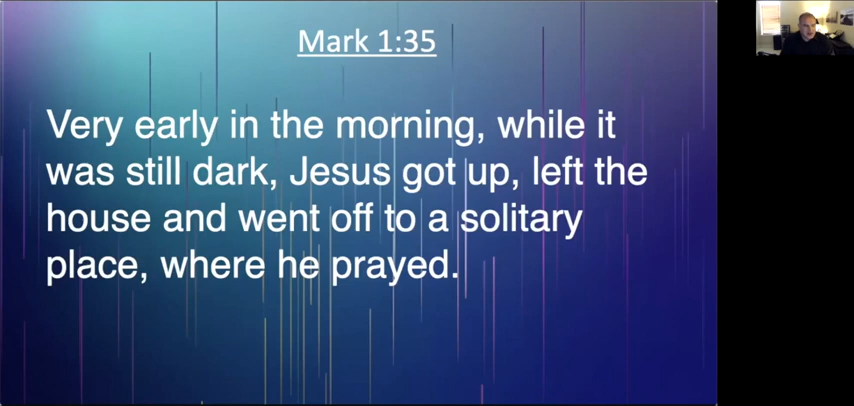 Mark 1:35
Very early in the morning, while it
was still dark, Jesus got up, left the
house and went off to a solitary
place, where he prayed.